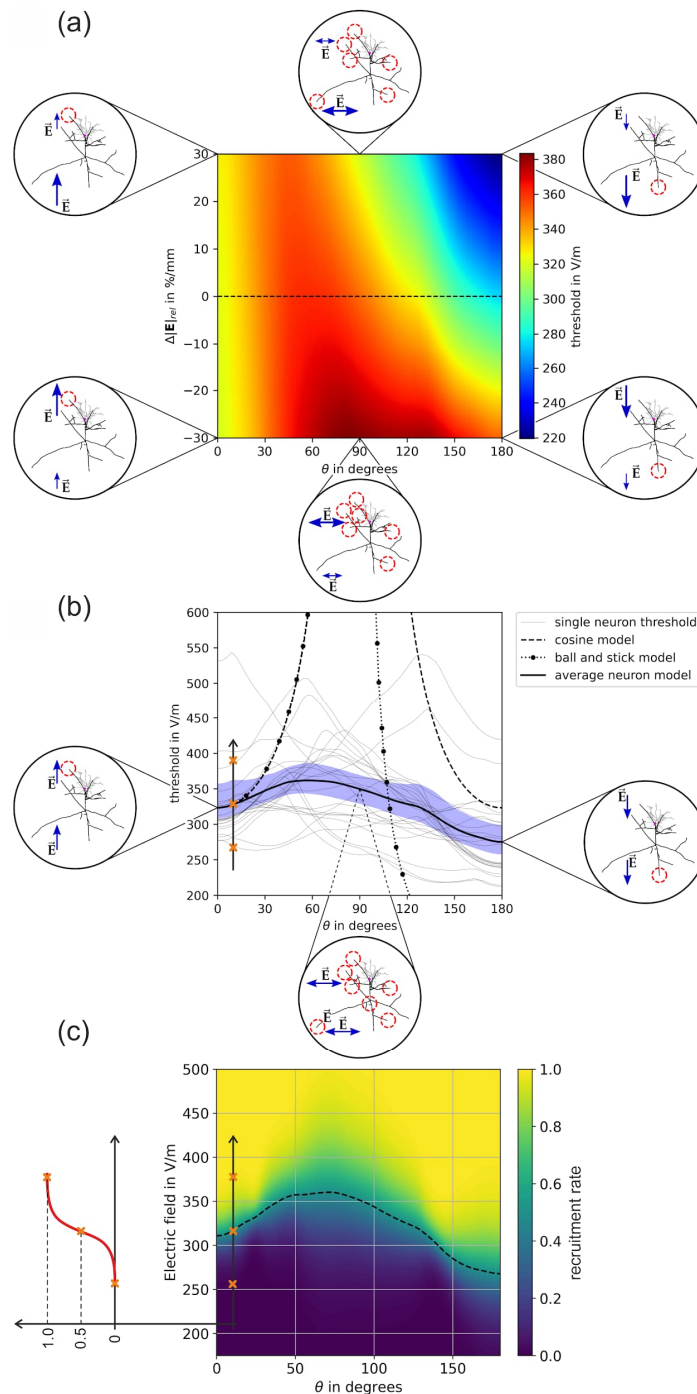 (a)
E⃗
E⃗
E⃗
E⃗
E⃗
E⃗
30
20
10
0
−10
−20
−30
Δ|E|rel in %/mm
0 30 60 90 120 150 180
θ in degrees
380
360
340
320
300
280
260
240
220
threshold in V/m
E⃗
E⃗
E⃗
E⃗
E⃗
E⃗
(b)
600
550
500
450
400
350
300
250
200
threshold in V/m
0 30 60 90 120 150 180
θ in degrees
single neuron threshold
cosine model
ball and stick model
average neuron model
E⃗
E⃗
E⃗
E⃗
E⃗
E⃗
(c)
500
450
400
350
300
250
200
Electric field in V/m
0 50 100 150
θ in degrees
1.0
0.8
0.6
0.4
0.2
0.0
recruitment rate
1.0
0.5
0